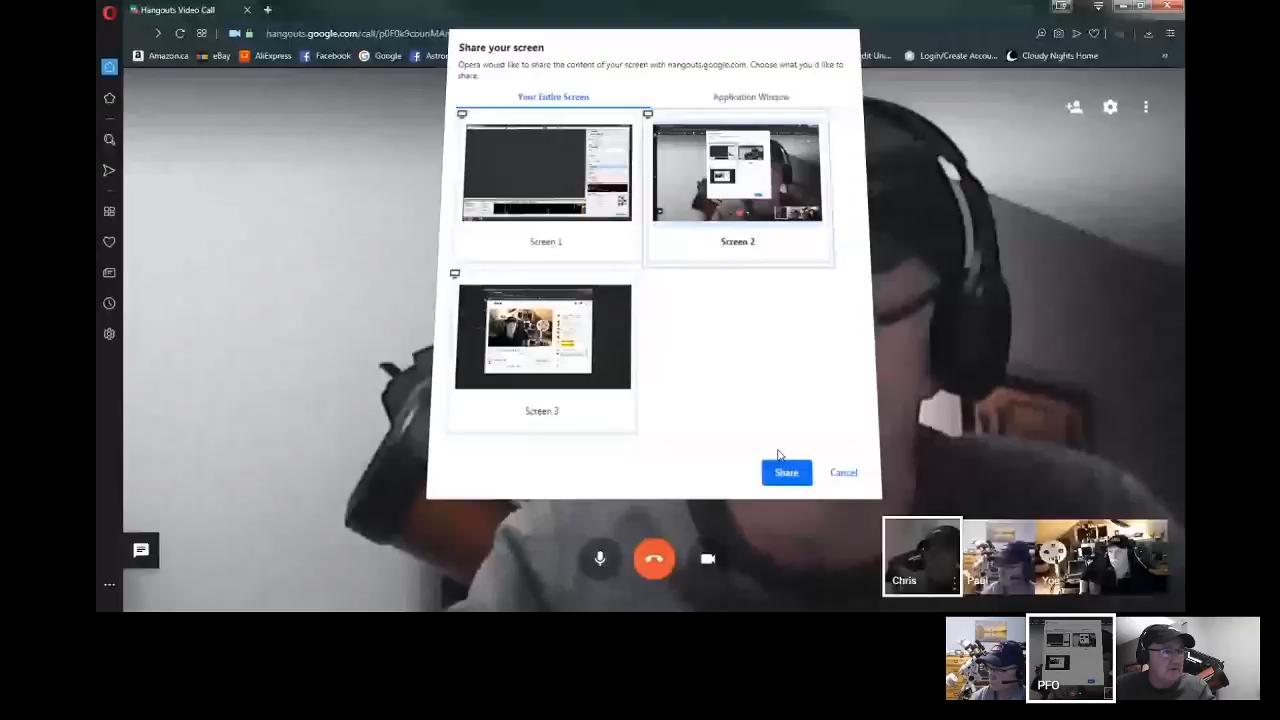 Hangouts Video Call
hangouts.google.com/call/p0F0k9counMA
Amazon.ca
eBay
AliExpress
Facebook
Google
Astron
dit Un...
Login/Create Accou...
Cloudy Nights Home
Share your screen
Opera would like to share the content of your screen with hangouts.google.com. Choose what you'd like to
share.
Your Entire Screen
Application Window
Screen 1
Screen 2
Screen 3
Share
Cancel
Chris
Paul
You
PFO